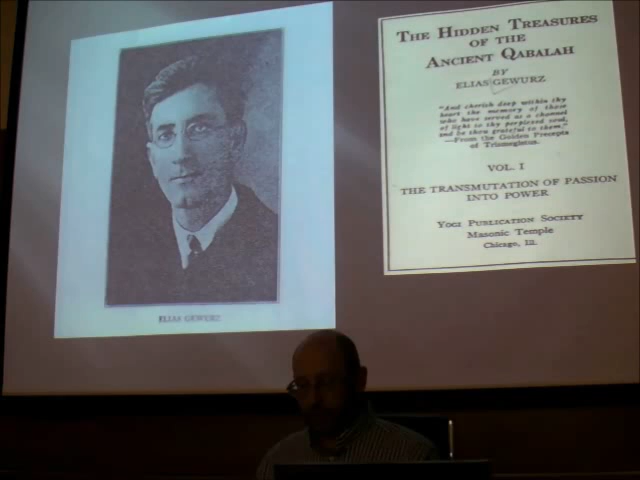 ELIAS GEWURZ
THE HIDDEN TREASURES
OF THE
ANCIENT QABALAH
BY
ELIAS GEWURZ
"And cherish deep within thy
heart the memory of those
who have served as a channel
of light to thy perplexed soul,
and be thou grateful to them."
—From the Golden Precepts
of Trismegistus.
VOL. I
THE TRANSMUTATION OF PASSION
INTO POWER
YOGI PUBLICATION SOCIETY
MASONIC TEMPLE
CHICAGO, ILL.